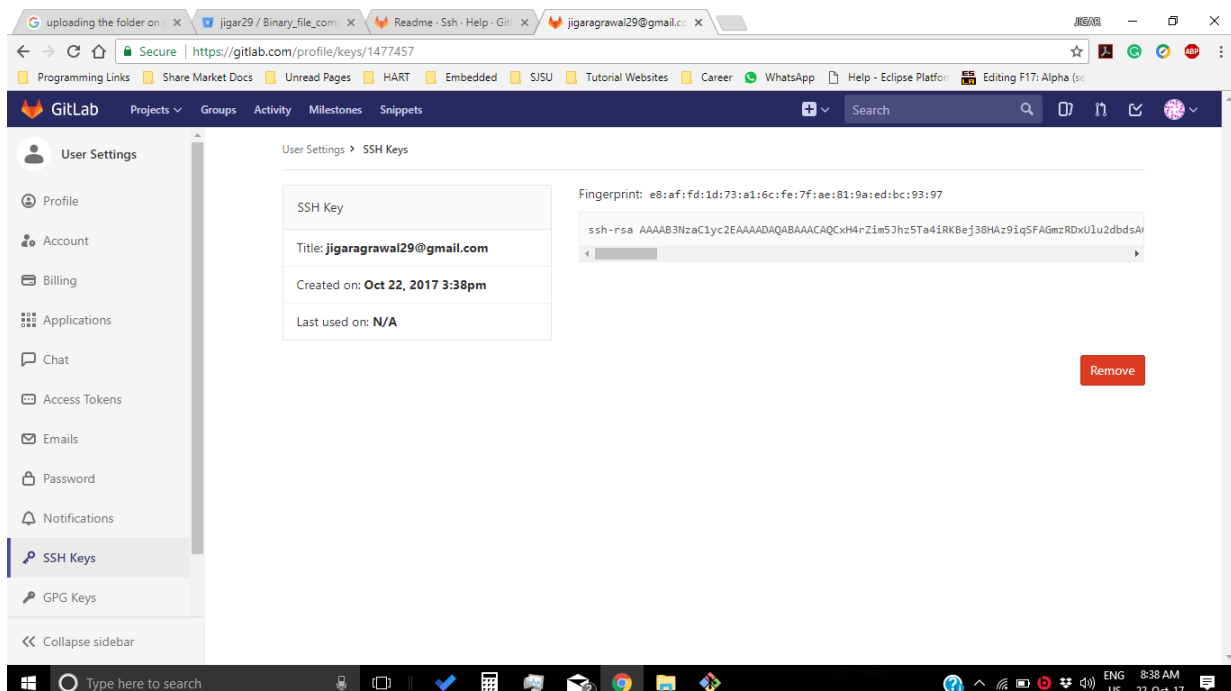 uploading the folder on
jigar29 / Binary_file_com
Readme - Ssh - Help - Git
jigaragrawal29@gmail.c
JIGAR
Secure https://gitlab.com/profile/keys/1477457
Programming Links Share Market Docs Unread Pages HART Embedded SJSU Tutorial Websites Career WhatsApp Help - Eclipse Platfor Editing F17: Alpha (se
GitLab Projects Groups Activity Milestones Snippets Search
User Settings
Profile
Account
Billing
Applications
Chat
Access Tokens
Emails
Password
Notifications
SSH Keys
GPG Keys
Collapse sidebar
User Settings > SSH Keys
SSH Key
Title: jigaragrawal29@gmail.com
Created on: Oct 22, 2017 3:38pm
Last used on: N/A
Fingerprint: e8:af:fd:1d:73:a1:6c:fe:7f:ae:81:9a:ed:bc:93:97
ssh-rsa AAAAB3NzaC1yc2EAAAADAQABAAACAQCxH4rZim5Jhz5Ta4iRKBej38HAz9iqSFAGmzRDxUlu2dbdsA
Remove
Type here to search
ENG 8:38 AM
US 22-Oct-17